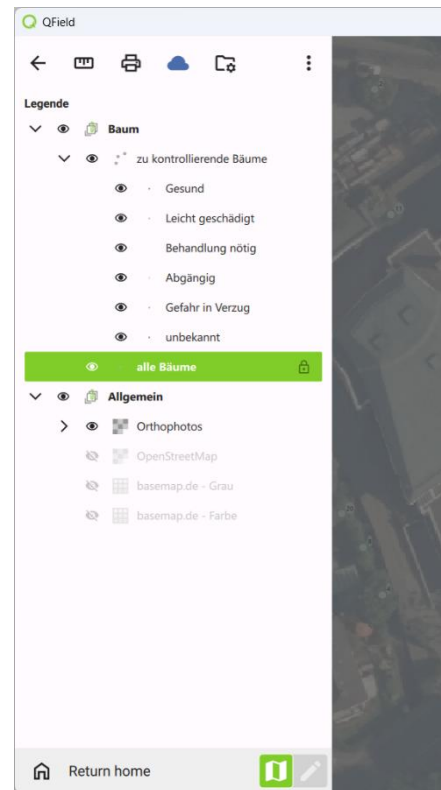 QField
Legende
Baum
zu kontrollierende Bäume
Gesund
Leicht geschädigt
Behandlung nötig
Abgängig
Gefahr in Verzug
unbekannt
alle Bäume
Allgemein
Orthophotos
OpenStreetMap
basemap.de - Grau
basemap.de - Farbe
Return home